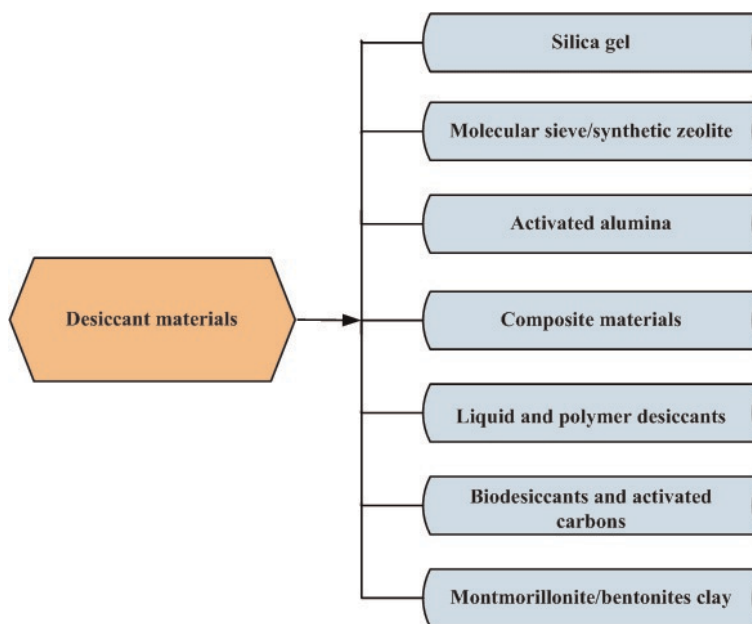 Silica gel
Molecular sieve/synthetic zeolite
Activated alumina
Desiccant materials
Composite materials
Liquid and polymer desiccants
Biodesiccants and activated
carbons
Montmorillonite/bentonites clay